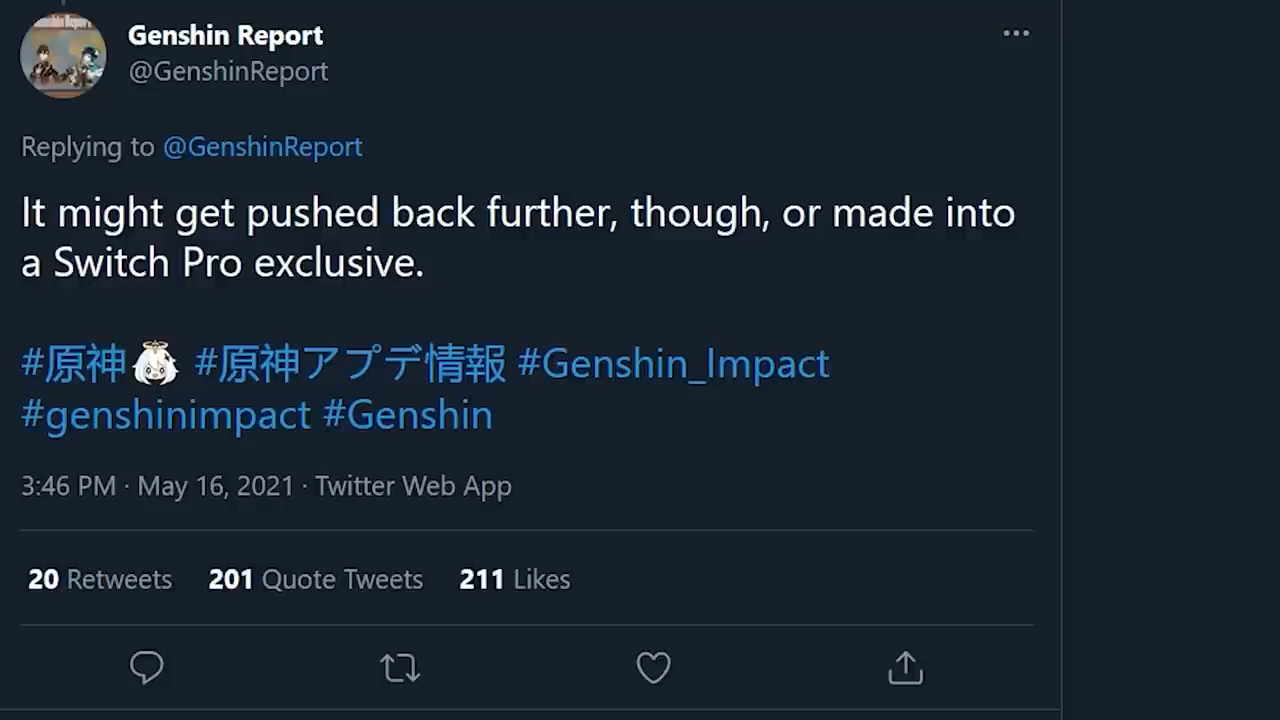 Genshin Report
@GenshinReport
Replying to @GenshinReport
It might get pushed back further, though, or made into
a Switch Pro exclusive.
#原神 #原神アプデ情報 #Genshin_Impact
#genshinimpact #Genshin
3:46 PM · May 16, 2021 · Twitter Web App
20 Retweets 201 Quote Tweets 211 Likes